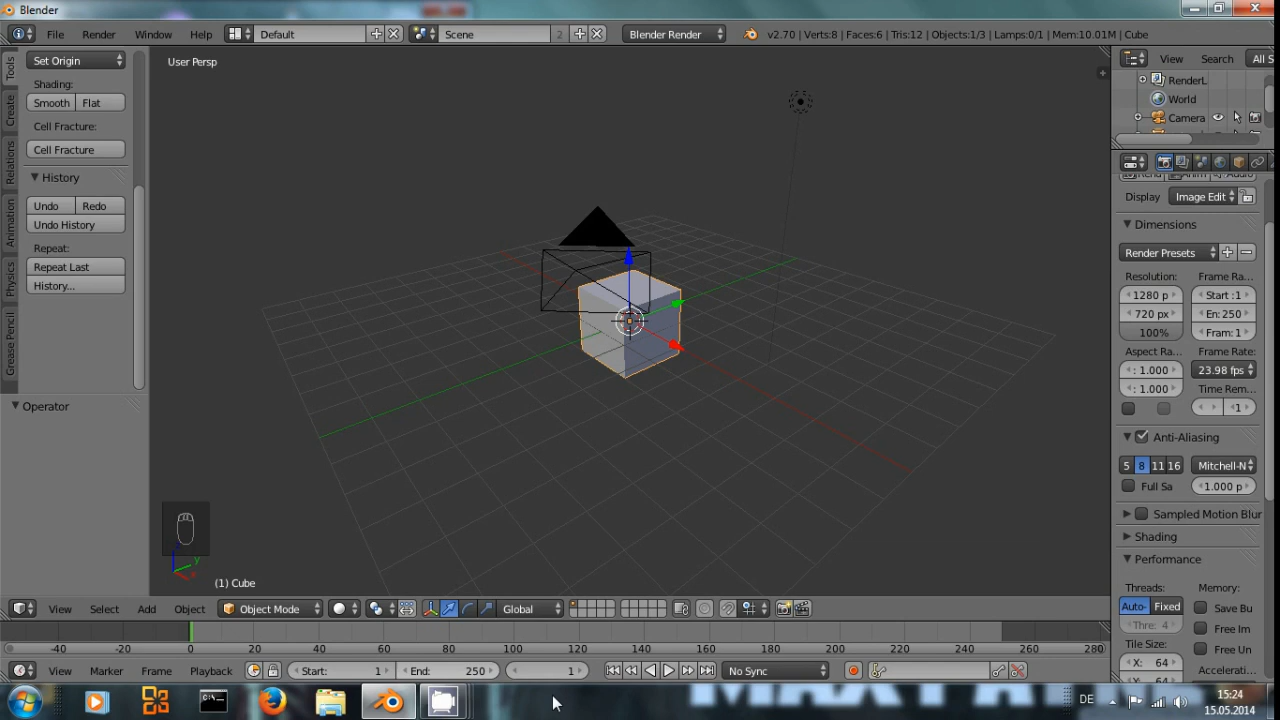 Blender
File Render Window Help Default Scene 2 Blender Render v2.70 | Verts:8 | Faces:6 | Tris:12 | Objects:1/3 | Lamps:0/1 | Mem:10.01M | Cube
Tools
Create
Relations
Animation
Physics
Grease Pencil
Set Origin
Shading:
Smooth Flat
Cell Fracture:
Cell Fracture
History
Undo Redo
Undo History
Repeat:
Repeat Last
History...
Operator
User Persp
(1) Cube
View Search All S
RenderL
World
Camera
Display Image Edit
Dimensions
Render Presets
Resolution: Frame Ra...
1280 p Start :1
720 px En: 250
100% Fram: 1
Aspect Ra... Frame Rate:
: 1.000 23.98 fps
: 1.000 Time Rem...
1
Anti-Aliasing
5 8 11 16 Mitchell-N
Full Sa 1.000 p
Sampled Motion Blur
Shading
Performance
Threads: Memory:
Auto- Fixed Save Bu
Thre: 4 Free Im
Tile Size: Free Un
X: 64 Accelerati...
Y: 64
View Select Add Object Object Mode Global
-40 -20 0 20 40 60 80 100 120 140 160 180 200 220 240 260 280
View Marker Frame Playback Start: 1 End: 250 1 No Sync
DE 15:24
15.05.2014